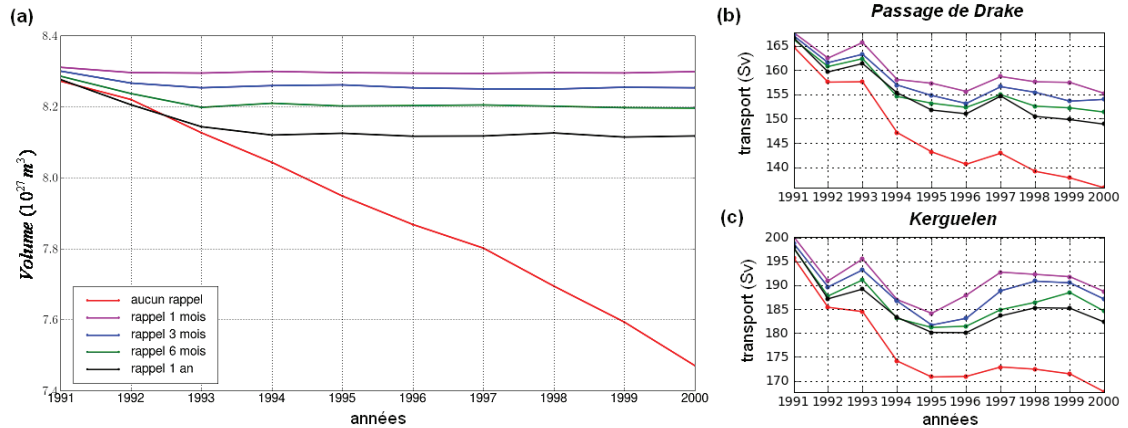 (a)
8.4
8.2
8.0
7.8
7.6
7.4
Volume (10^27 m^3)
aucun rappel
rappel 1 mois
rappel 3 mois
rappel 6 mois
rappel 1 an
1991 1992 1993 1994 1995 1996 1997 1998 1999 2000
années
(b)
Passage de Drake
165
160
155
150
145
140
transport (Sv)
1991 1992 1993 1994 1995 1996 1997 1998 1999 2000
(c)
Kerguelen
200
195
190
185
180
175
170
transport (Sv)
1991 1992 1993 1994 1995 1996 1997 1998 1999 2000
années